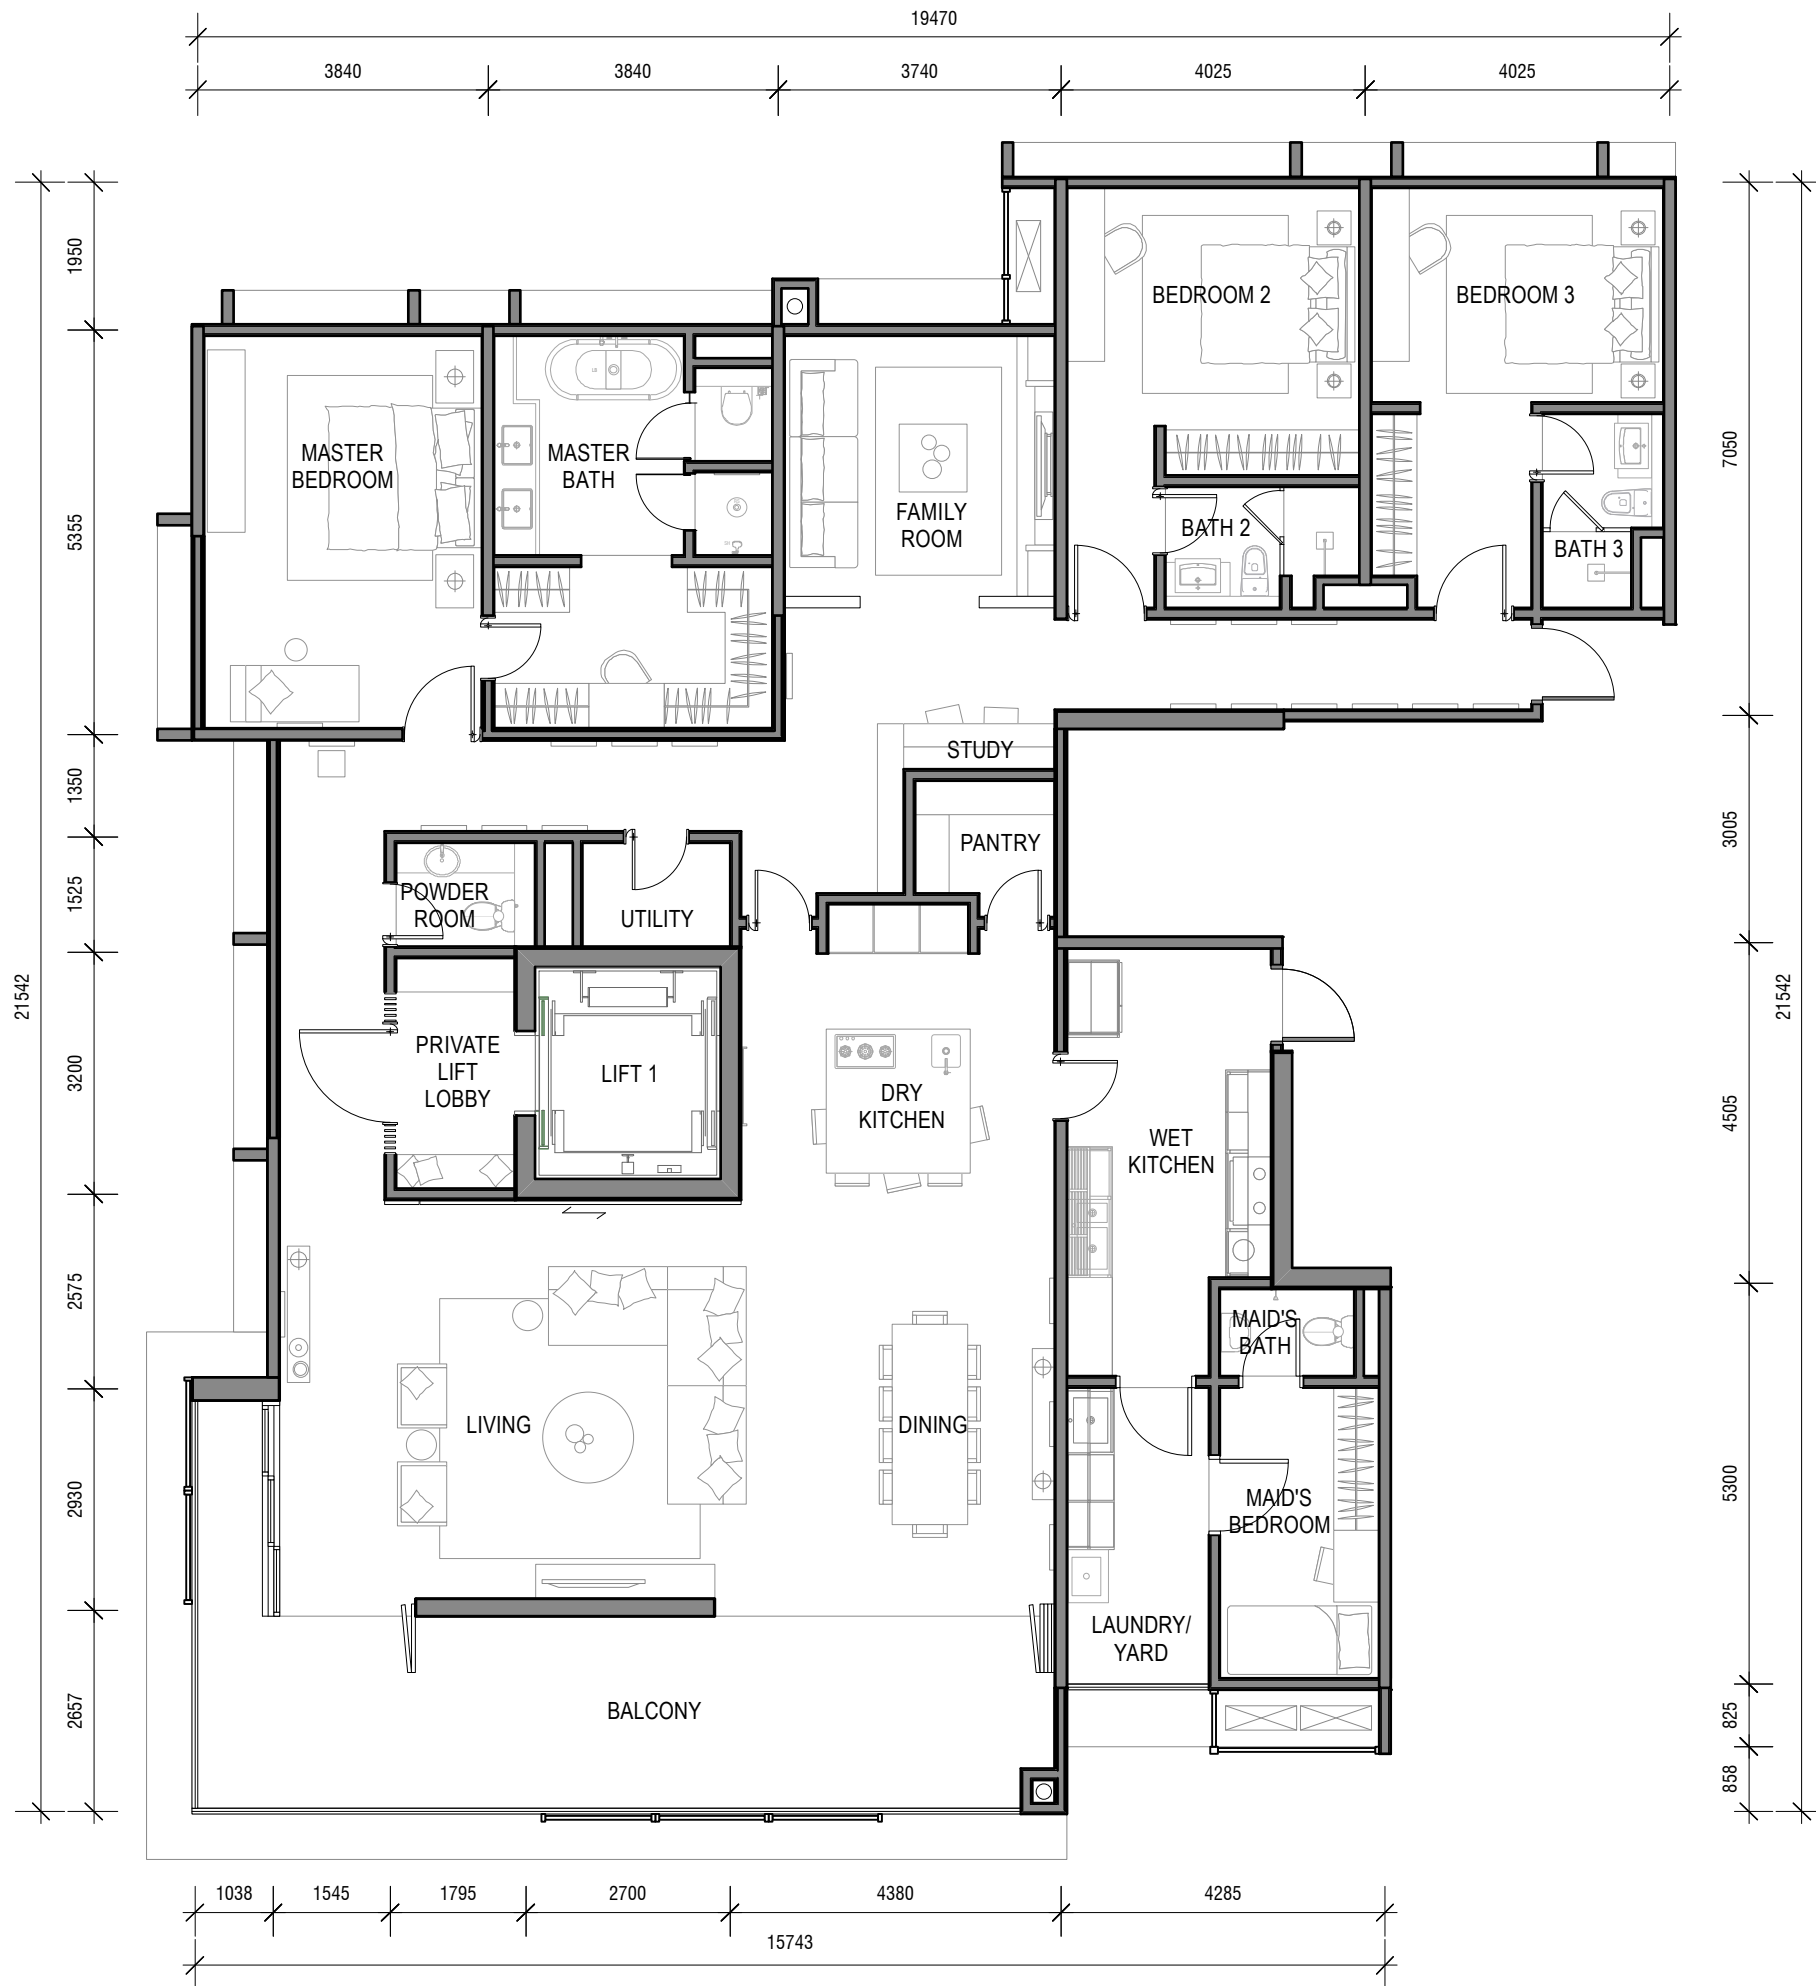 19470
3840
3840
3740
4025
4025
1950
5355
1350
1525
3200
2575
2930
2657
21542
7050
3005
4505
5300
825
858
21542
BEDROOM 2
BEDROOM 3
MASTER
BEDROOM
MASTER
BATH
FAMILY
ROOM
BATH 2
BATH 3
STUDY
PANTRY
POWDER
ROOM
UTILITY
PRIVATE
LIFT
LOBBY
LIFT 1
DRY
KITCHEN
WET
KITCHEN
MAID'S
BATH
LIVING
DINING
MAID'S
BEDROOM
LAUNDRY/
YARD
BALCONY
1038
1545
1795
2700
4380
4285
15743